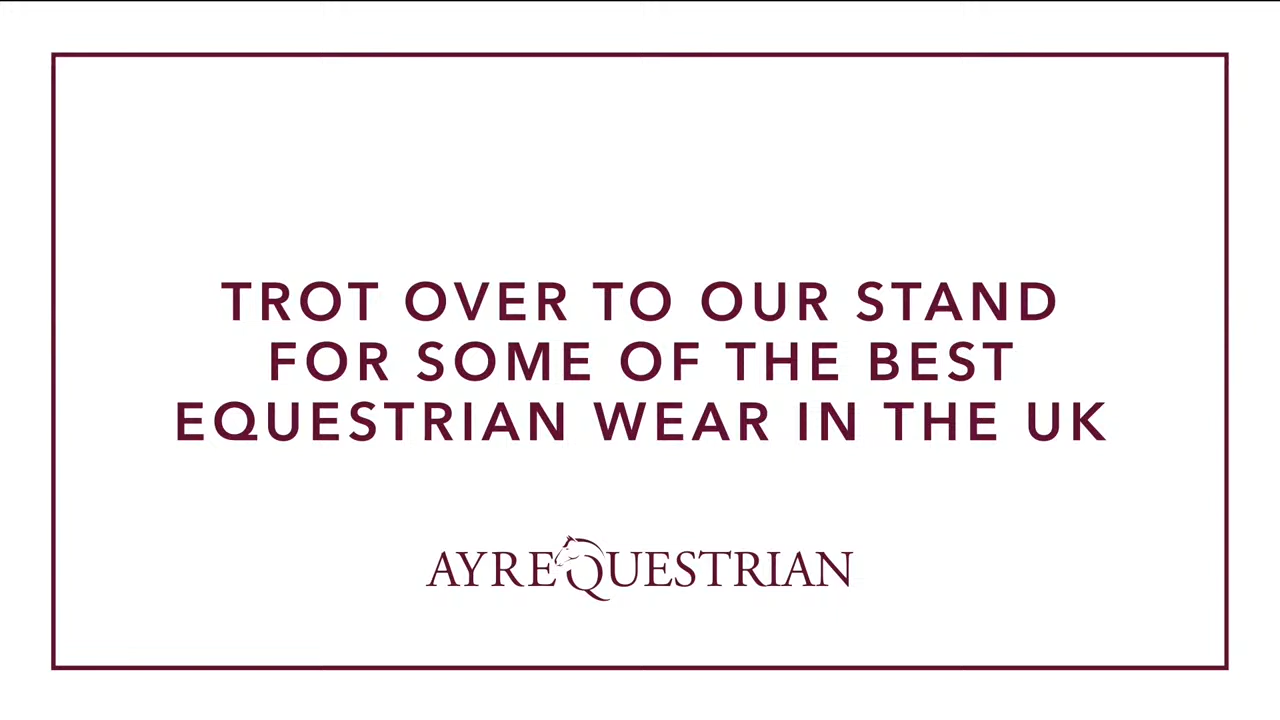 TROT OVER TO OUR STAND
FOR SOME OF THE BEST
EQUESTRIAN WEAR IN THE UK
AYREQUESTRIAN